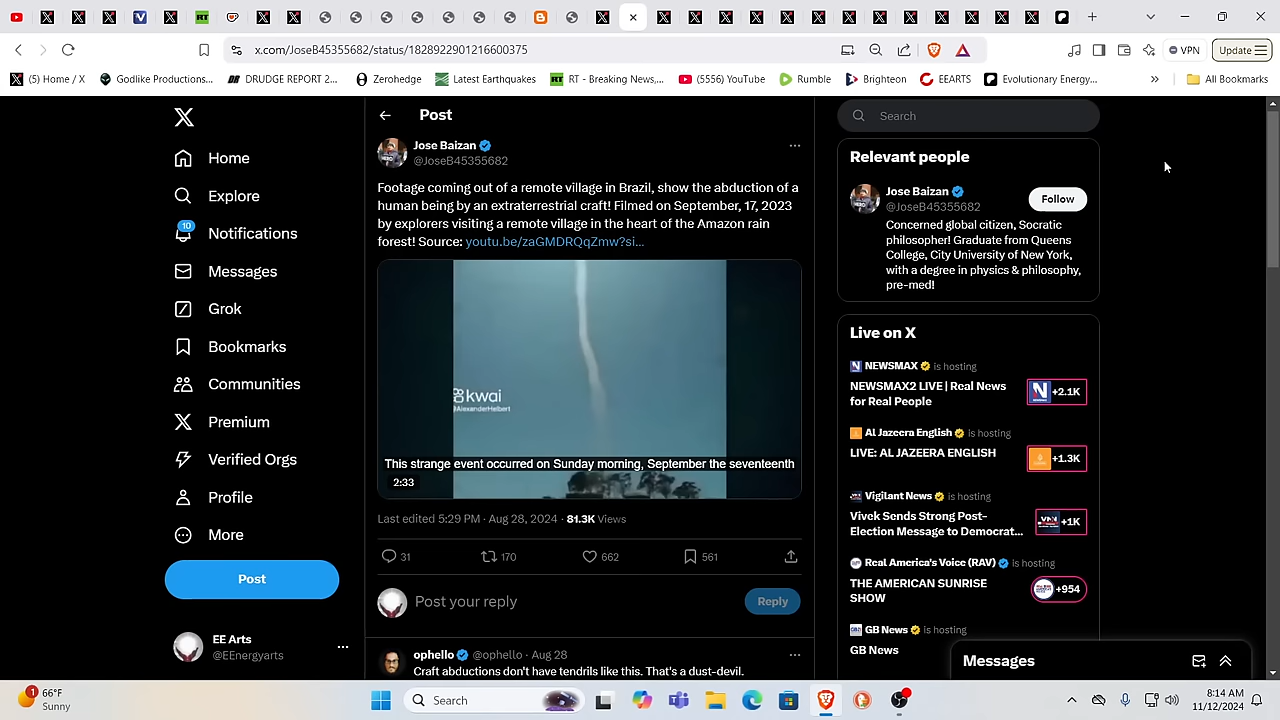 x.com/JoseB45355682/status/1828922901216600375
VPN
Update
(5) Home / X
Godlike Productions...
DRUDGE REPORT 2...
Zerohedge
Latest Earthquakes
RT - Breaking News,...
(5556) YouTube
Rumble
Brighteon
EEARTS
Evolutionary Energy...
»
All Bookmarks
Home
Explore
10
Notifications
Messages
Grok
Bookmarks
Communities
Premium
Verified Orgs
Profile
More
Post
EE Arts
@EEnergyarts
Post
Jose Baizan
@JoseB45355682
Footage coming out of a remote village in Brazil, show the abduction of a
human being by an extraterrestrial craft! Filmed on September, 17, 2023
by explorers visiting a remote village in the heart of the Amazon rain
forest! Source: youtu.be/zaGMDRQqZmw?si...
kwai
@AlexanderHelbert
This strange event occurred on Sunday morning, September the seventeenth
2:33
Last edited 5:29 PM · Aug 28, 2024 · 81.3K Views
31
170
662
561
Post your reply
Reply
ophello @ophello · Aug 28
Craft abductions don't have tendrils like this. That's a dust-devil.
Search
Relevant people
Jose Baizan
@JoseB45355682
Follow
Concerned global citizen, Socratic
philosopher! Graduate from Queens
College, City University of New York,
with a degree in physics & philosophy,
pre-med!
Live on X
NEWSMAX is hosting
NEWSMAX2 LIVE | Real News
for Real People
+2.1K
Al Jazeera English is hosting
LIVE: AL JAZEERA ENGLISH
+1.3K
Vigilant News is hosting
Vivek Sends Strong Post-
Election Message to Democrat...
+1K
Real America's Voice (RAV) is hosting
THE AMERICAN SUNRISE
SHOW
+954
GB News is hosting
GB News
Messages
1
66°F
Sunny
Search
8:14 AM
11/12/2024